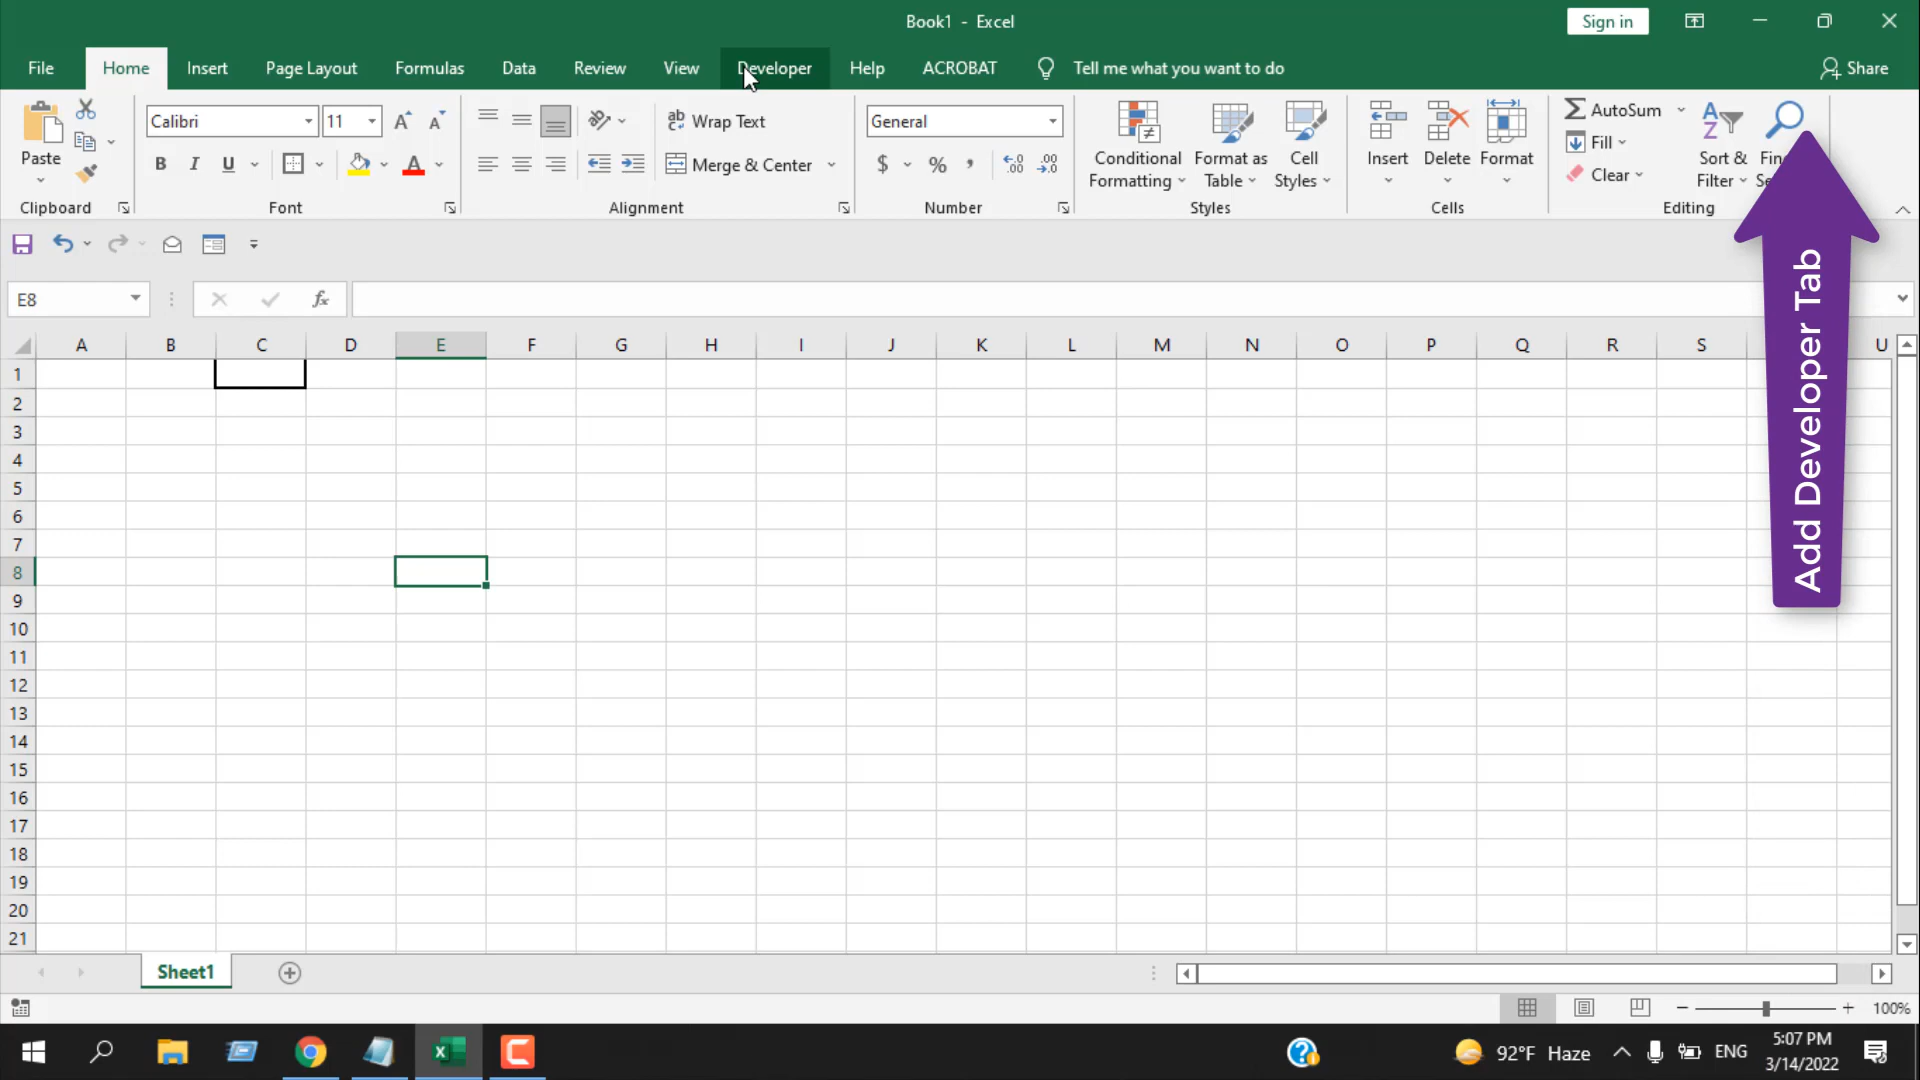 Book1 - Excel
Sign in
File Home Insert Page Layout Formulas Data Review View Developer Help ACROBAT Tell me what you want to do Share
Paste
Clipboard
Calibri 11
B I U A
Font
ab Wrap Text
Merge & Center
Alignment
General
$ % ,
Number
Conditional Formatting
Format as Table
Cell Styles
Styles
Insert
Delete
Format
Cells
AutoSum
Fill
Clear
Sort & Filter
Editing
Add Developer Tab
E8
fx
A B C D E F G H I J K L M N O P Q R S U
1
2
3
4
5
6
7
8
9
10
11
12
13
14
15
16
17
18
19
20
21
Sheet1
100%
92°F Haze
ENG
5:07 PM
3/14/2022